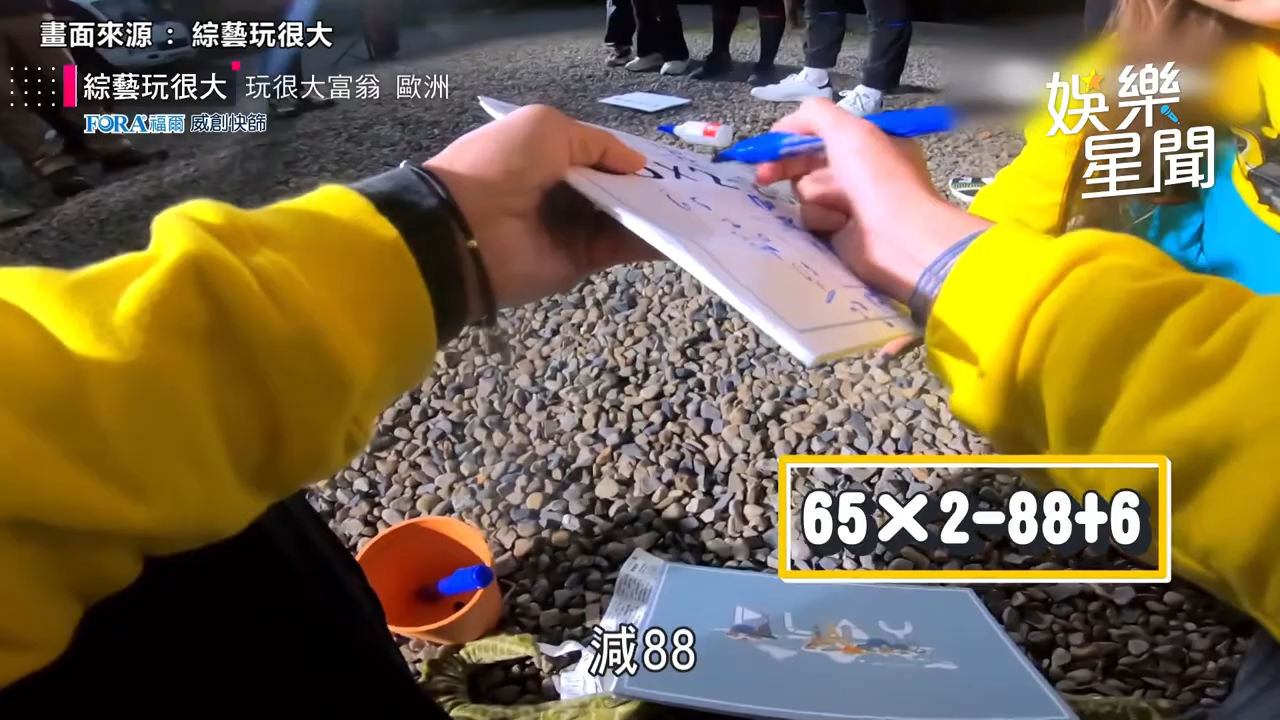 畫面來源 : 綜藝玩很大
綜藝玩很大 玩很大富翁 歐洲
FORA福爾 威創快篩
娛樂
星聞
65
65×2-88+6
PLAY
減88